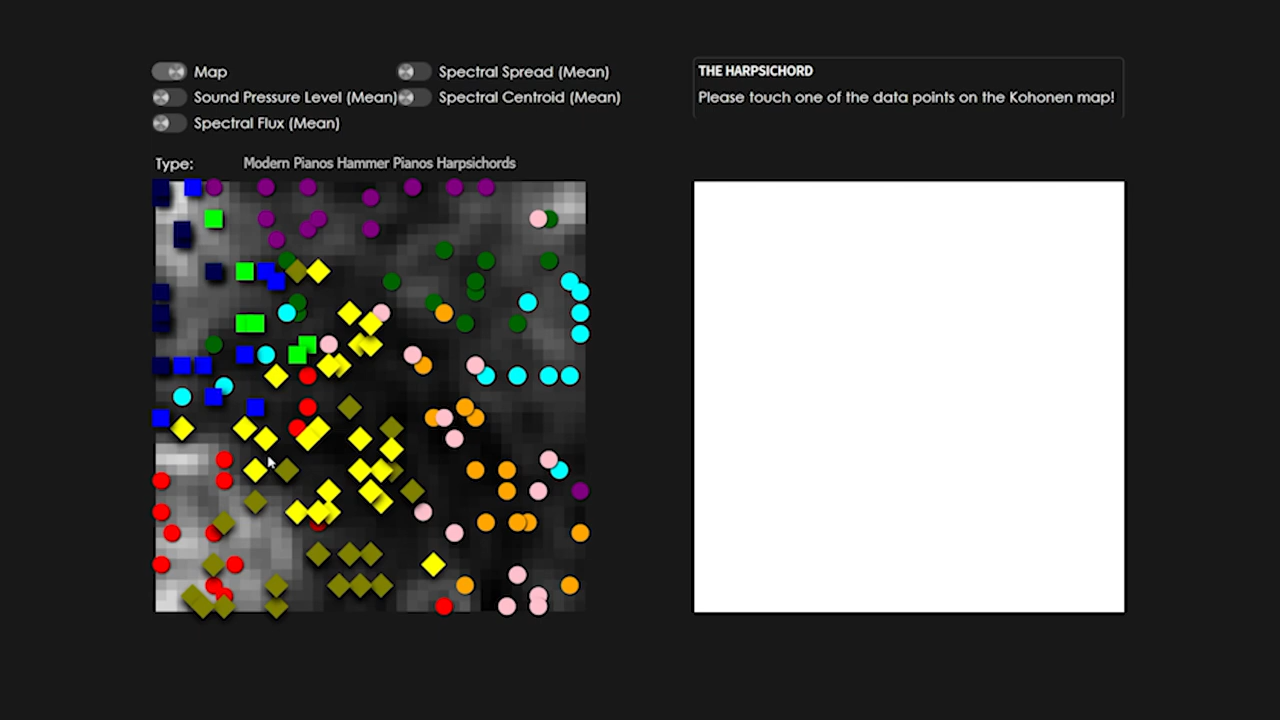 Map
Spectral Spread (Mean)
Sound Pressure Level (Mean)
Spectral Centroid (Mean)
Spectral Flux (Mean)
THE HARPSICHORD
Please touch one of the data points on the Kohonen map!
Type:
Modern Pianos Hammer Pianos Harpsichords